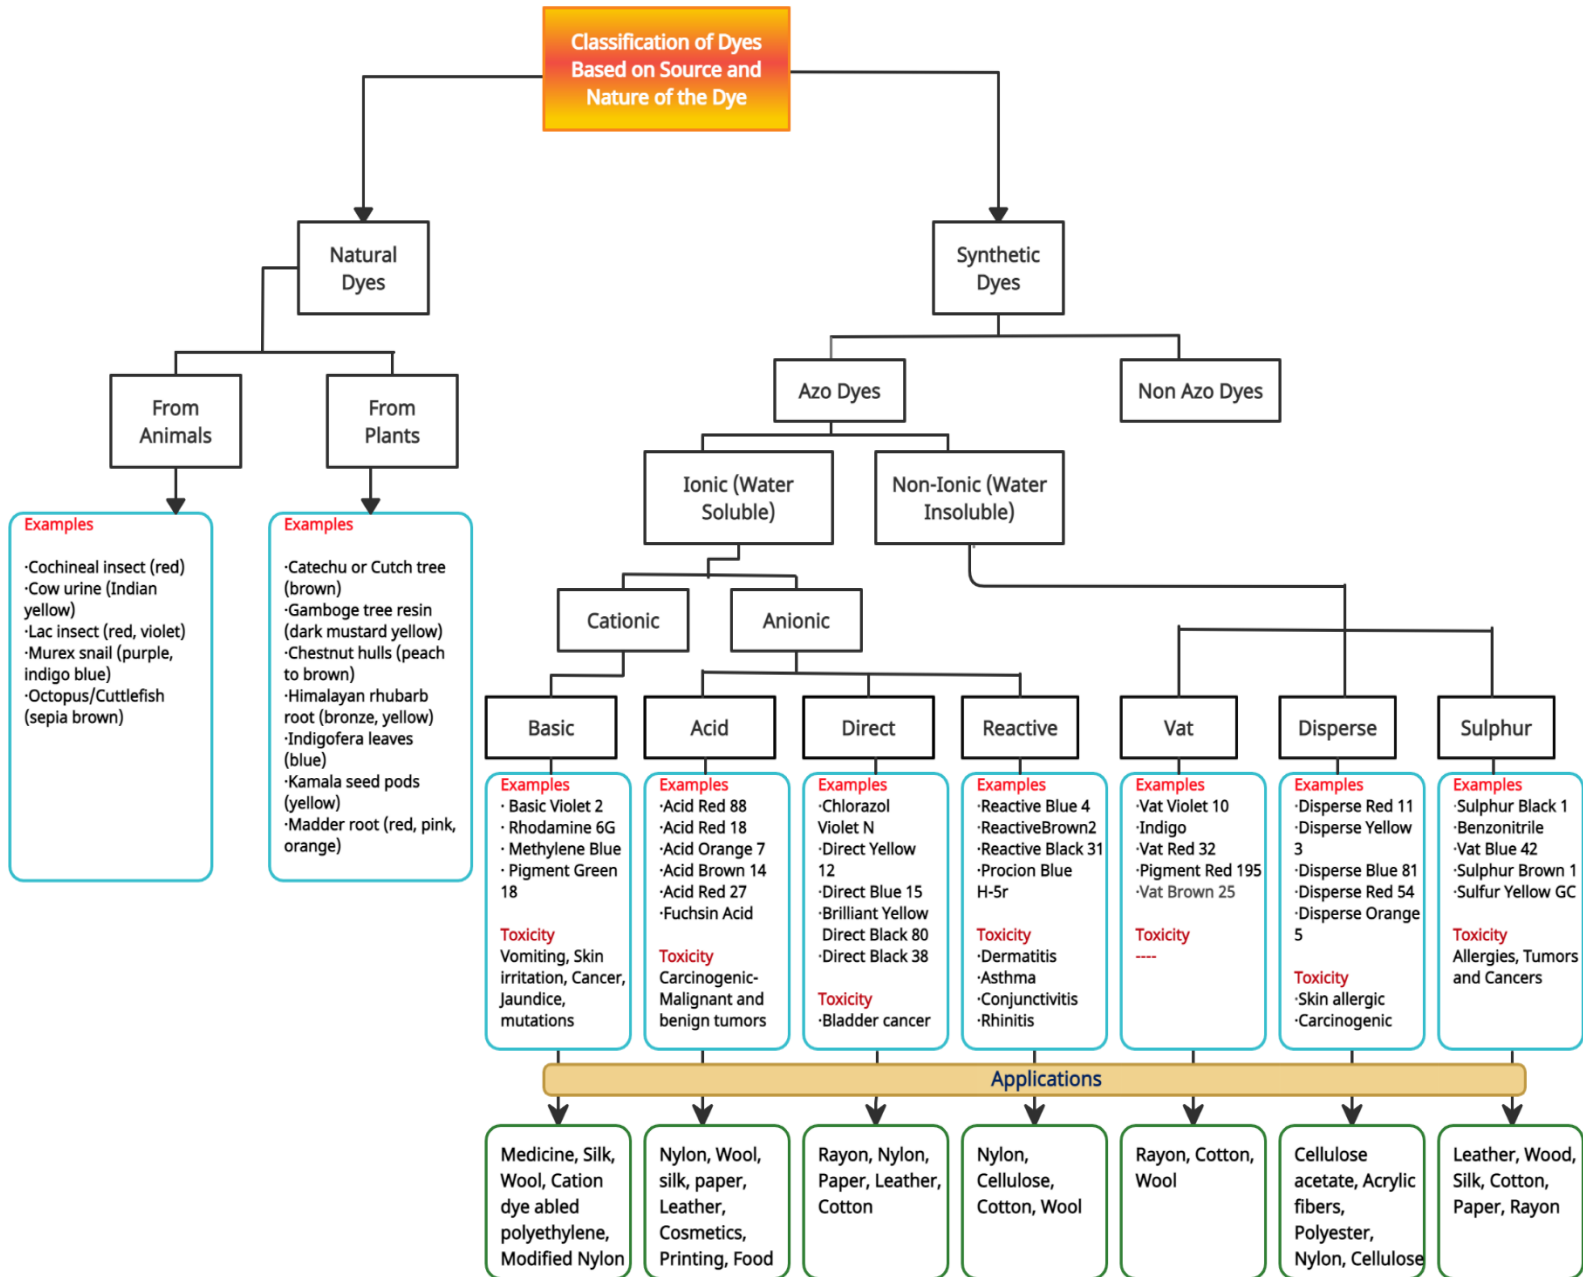 Classification of Dyes
Based on Source and
Nature of the Dye
Natural
Dyes
Synthetic
Dyes
From
Animals
From
Plants
Azo Dyes
Non Azo Dyes
Ionic (Water
Soluble)
Non-Ionic (Water
Insoluble)
Cationic
Anionic
Examples
·Cochineal insect (red)
·Cow urine (Indian
yellow)
·Lac insect (red, violet)
·Murex snail (purple,
indigo blue)
·Octopus/Cuttlefish
(sepia brown)
Examples
·Catechu or Cutch tree
(brown)
·Gamboge tree resin
(dark mustard yellow)
·Chestnut hulls (peach
to brown)
·Himalayan rhubarb
root (bronze, yellow)
·Indigofera leaves
(blue)
·Kamala seed pods
(yellow)
·Madder root (red, pink,
orange)
Basic
Acid
Direct
Reactive
Vat
Disperse
Sulphur
Examples
· Basic Violet 2
· Rhodamine 6G
· Methylene Blue
· Pigment Green
18
Toxicity
Vomiting, Skin
irritation, Cancer,
Jaundice,
mutations
Examples
·Acid Red 88
·Acid Red 18
·Acid Orange 7
·Acid Brown 14
·Acid Red 27
·Fuchsin Acid
Toxicity
Carcinogenic-
Malignant and
benign tumors
Examples
·Chlorazol
Violet N
·Direct Yellow
12
·Direct Blue 15
·Brilliant Yellow
Direct Black 80
·Direct Black 38
Toxicity
·Bladder cancer
Examples
·Reactive Blue 4
·ReactiveBrown2
·Reactive Black 31
·Procion Blue
H-5r
Toxicity
·Dermatitis
·Asthma
·Conjunctivitis
·Rhinitis
Examples
·Vat Violet 10
·Indigo
·Vat Red 32
·Pigment Red 195
·Vat Brown 25
Toxicity
----
Examples
·Disperse Red 11
·Disperse Yellow
3
·Disperse Blue 81
·Disperse Red 54
·Disperse Orange
5
Toxicity
·Skin allergic
·Carcinogenic
Examples
·Sulphur Black 1
·Benzonitrile
·Vat Blue 42
·Sulphur Brown 1
·Sulfur Yellow GC
Toxicity
Allergies, Tumors
and Cancers
Applications
Medicine, Silk,
Wool, Cation
dye abled
polyethylene,
Modified Nylon
Nylon, Wool,
silk, paper,
Leather,
Cosmetics,
Printing, Food
Rayon, Nylon,
Paper, Leather,
Cotton
Nylon,
Cellulose,
Cotton, Wool
Rayon, Cotton,
Wool
Cellulose
acetate, Acrylic
fibers,
Polyester,
Nylon, Cellulose
Leather, Wood,
Silk, Cotton,
Paper, Rayon